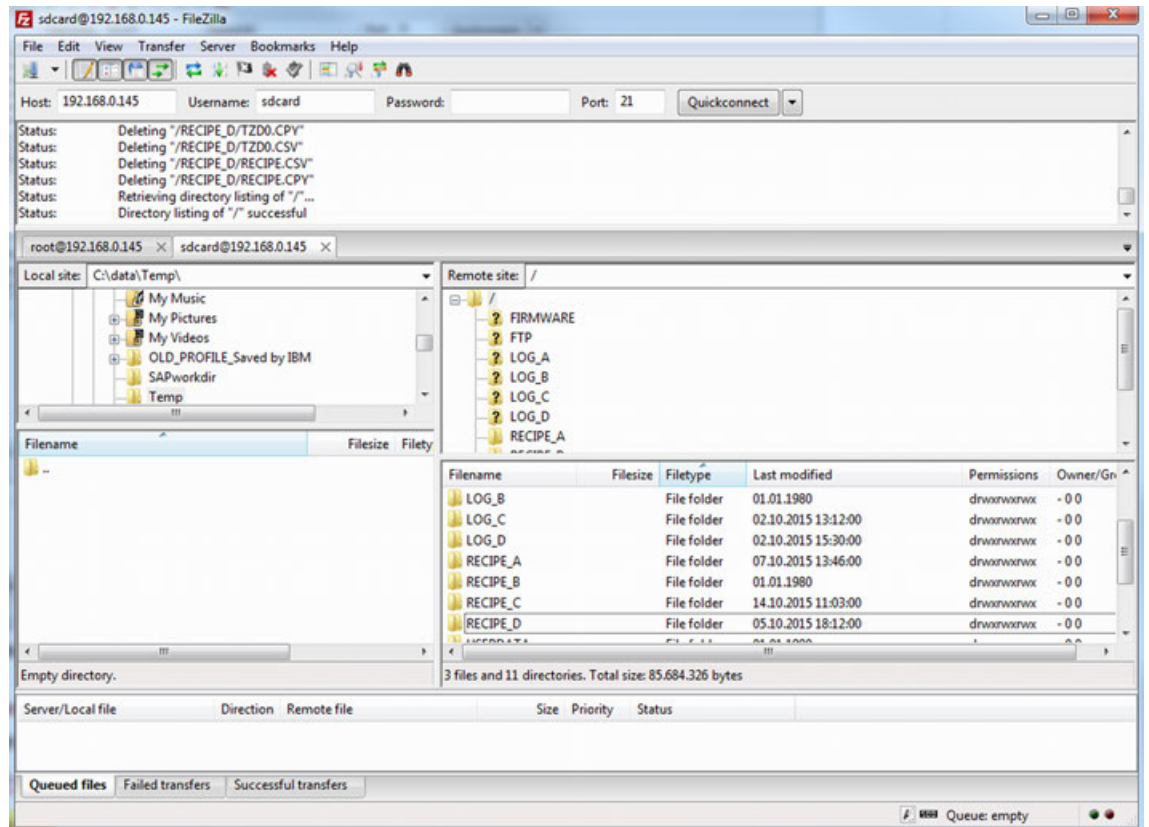 sdcard@192.168.0.145 - FileZilla
File Edit View Transfer Server Bookmarks Help
Host: 192.168.0.145 Username: sdcard Password: Port: 21 Quickconnect
Status: Deleting "/RECIPE_D/TZD0.CPY"
Status: Deleting "/RECIPE_D/TZD0.CSV"
Status: Deleting "/RECIPE_D/RECIPE.CSV"
Status: Deleting "/RECIPE_D/RECIPE.CPY"
Status: Retrieving directory listing of "/"...
Status: Directory listing of "/" successful
root@192.168.0.145 sdcard@192.168.0.145
Local site: C:\data\Temp\
My Music
My Pictures
My Videos
OLD_PROFILE_Saved by IBM
SAPworkdir
Temp
Filename Filesize Filety
..
Empty directory.
Remote site: /
/
FIRMWARE
FTP
LOG_A
LOG_B
LOG_C
LOG_D
RECIPE_A
Filename Filesize Filetype Last modified Permissions Owner/Gr
LOG_B File folder 01.01.1980 drwxrwxrwx - 0 0
LOG_C File folder 02.10.2015 13:12:00 drwxrwxrwx - 0 0
LOG_D File folder 02.10.2015 15:30:00 drwxrwxrwx - 0 0
RECIPE_A File folder 07.10.2015 13:46:00 drwxrwxrwx - 0 0
RECIPE_B File folder 01.01.1980 drwxrwxrwx - 0 0
RECIPE_C File folder 14.10.2015 11:03:00 drwxrwxrwx - 0 0
RECIPE_D File folder 05.10.2015 18:12:00 drwxrwxrwx - 0 0
3 files and 11 directories. Total size: 85.684.326 bytes
Server/Local file Direction Remote file Size Priority Status
Queued files Failed transfers Successful transfers
Queue: empty